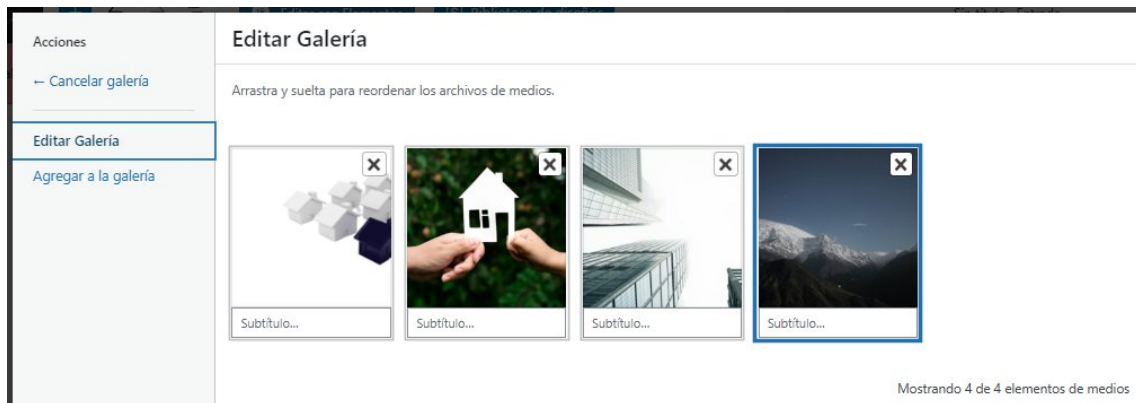 Acciones
← Cancelar galería
Editar Galería
Agregar a la galería
Editar Galería
Arrastra y suelta para reordenar los archivos de medios.
Subtítulo...
Subtítulo...
Subtítulo...
Subtítulo...
Mostrando 4 de 4 elementos de medios